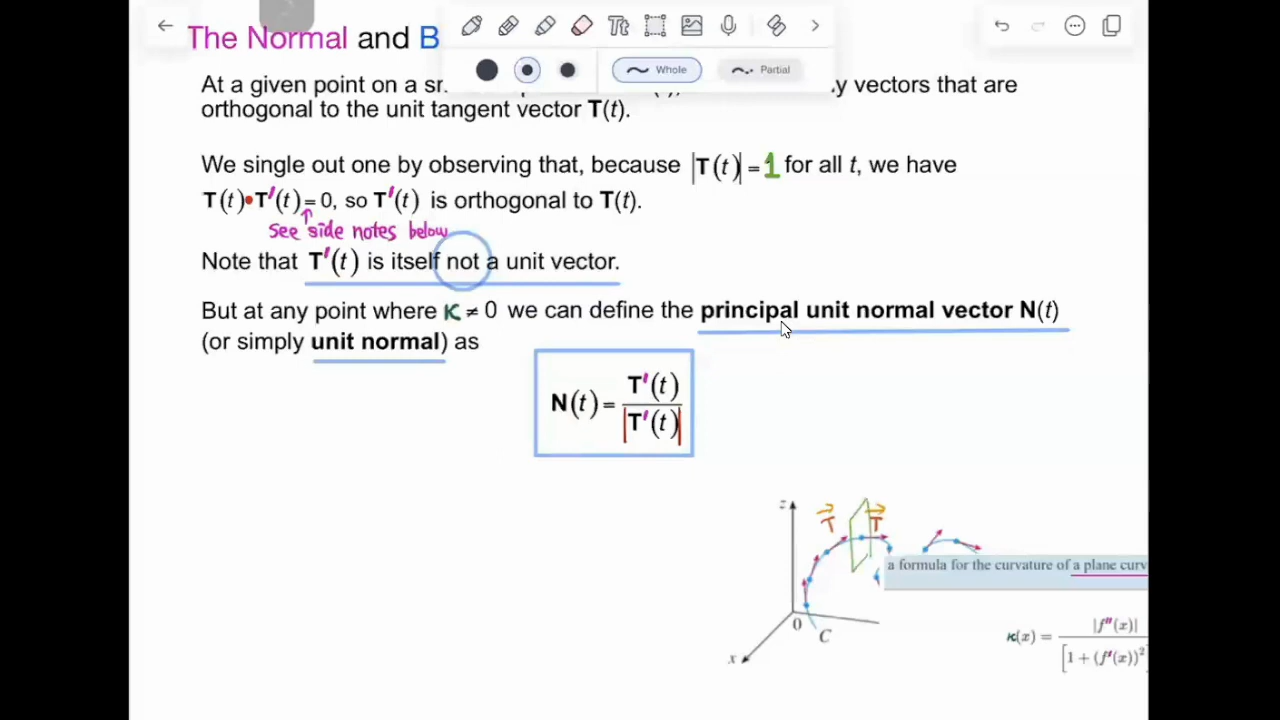 The Normal and B
Tt
Whole
Partial
At a given point on a sm
y vectors that are
orthogonal to the unit tangent vector T(t).
We single out one by observing that, because |T(t)| = 1 for all t, we have
T(t)•T'(t) = 0, so T'(t) is orthogonal to T(t).
↑
See side notes below
Note that T'(t) is itself not a unit vector.
But at any point where κ ≠ 0 we can define the principal unit normal vector N(t)
(or simply unit normal) as
N(t) = T'(t) / |T'(t)|
z
T T
a formula for the curvature of a plane curv
0
C
x
κ(x) = |f''(x)| / [1 + (f'(x))²